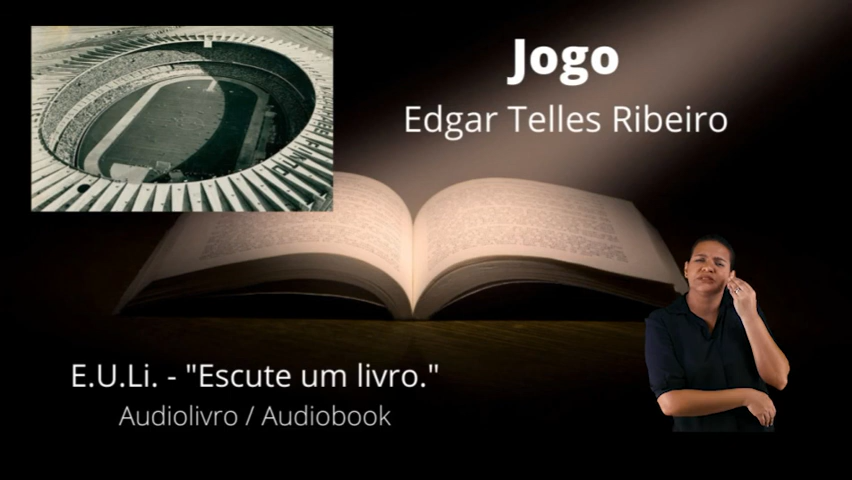 Jogo
Edgar Telles Ribeiro
E.U.Li. - "Escute um livro."
Audiolivro / Audiobook